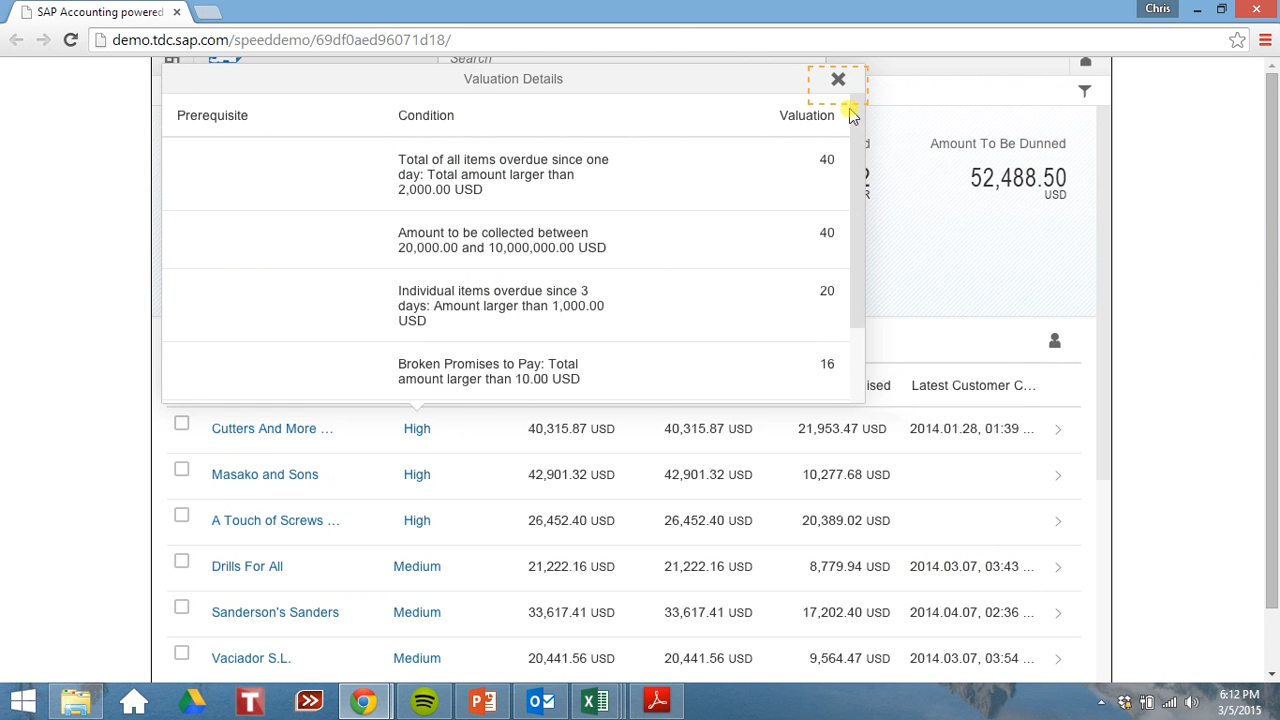 SAP Accounting powered
Chris
demo.tdc.sap.com/speeddemo/69df0aed96071d18/
Search
Valuation Details
Prerequisite Condition Valuation
Total of all items overdue since one
day: Total amount larger than
2,000.00 USD
40
Amount to be collected between
20,000.00 and 10,000,000.00 USD
40
Individual items overdue since 3
days: Amount larger than 1,000.00
USD
20
Broken Promises to Pay: Total
amount larger than 10.00 USD
16
Amount To Be Dunned
52,488.50
USD
ised Latest Customer C...
Cutters And More ... High 40,315.87 USD 40,315.87 USD 21,953.47 USD 2014.01.28, 01:39 ...
Masako and Sons High 42,901.32 USD 42,901.32 USD 10,277.68 USD
A Touch of Screws ... High 26,452.40 USD 26,452.40 USD 20,389.02 USD
Drills For All Medium 21,222.16 USD 21,222.16 USD 8,779.94 USD 2014.03.07, 03:43 ...
Sanderson's Sanders Medium 33,617.41 USD 33,617.41 USD 17,202.40 USD 2014.04.07, 02:36 ...
Vaciador S.L. Medium 20,441.56 USD 20,441.56 USD 9,564.47 USD 2014.03.07, 03:54 ...
6:12 PM
3/5/2015